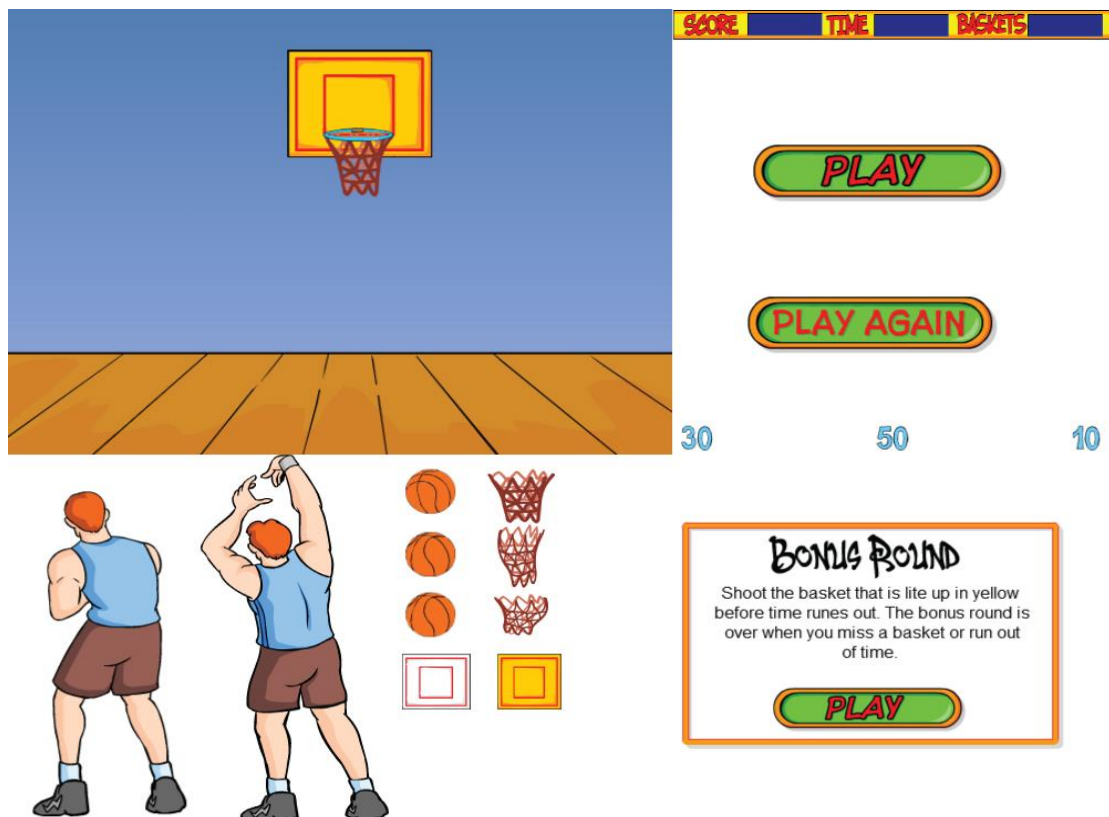 SCORE TIME BASKETS
PLAY
PLAY AGAIN
30 50 10
BONUS ROUND
Shoot the basket that is lite up in yellow
before time runes out. The bonus round is
over when you miss a basket or run out
of time.
PLAY